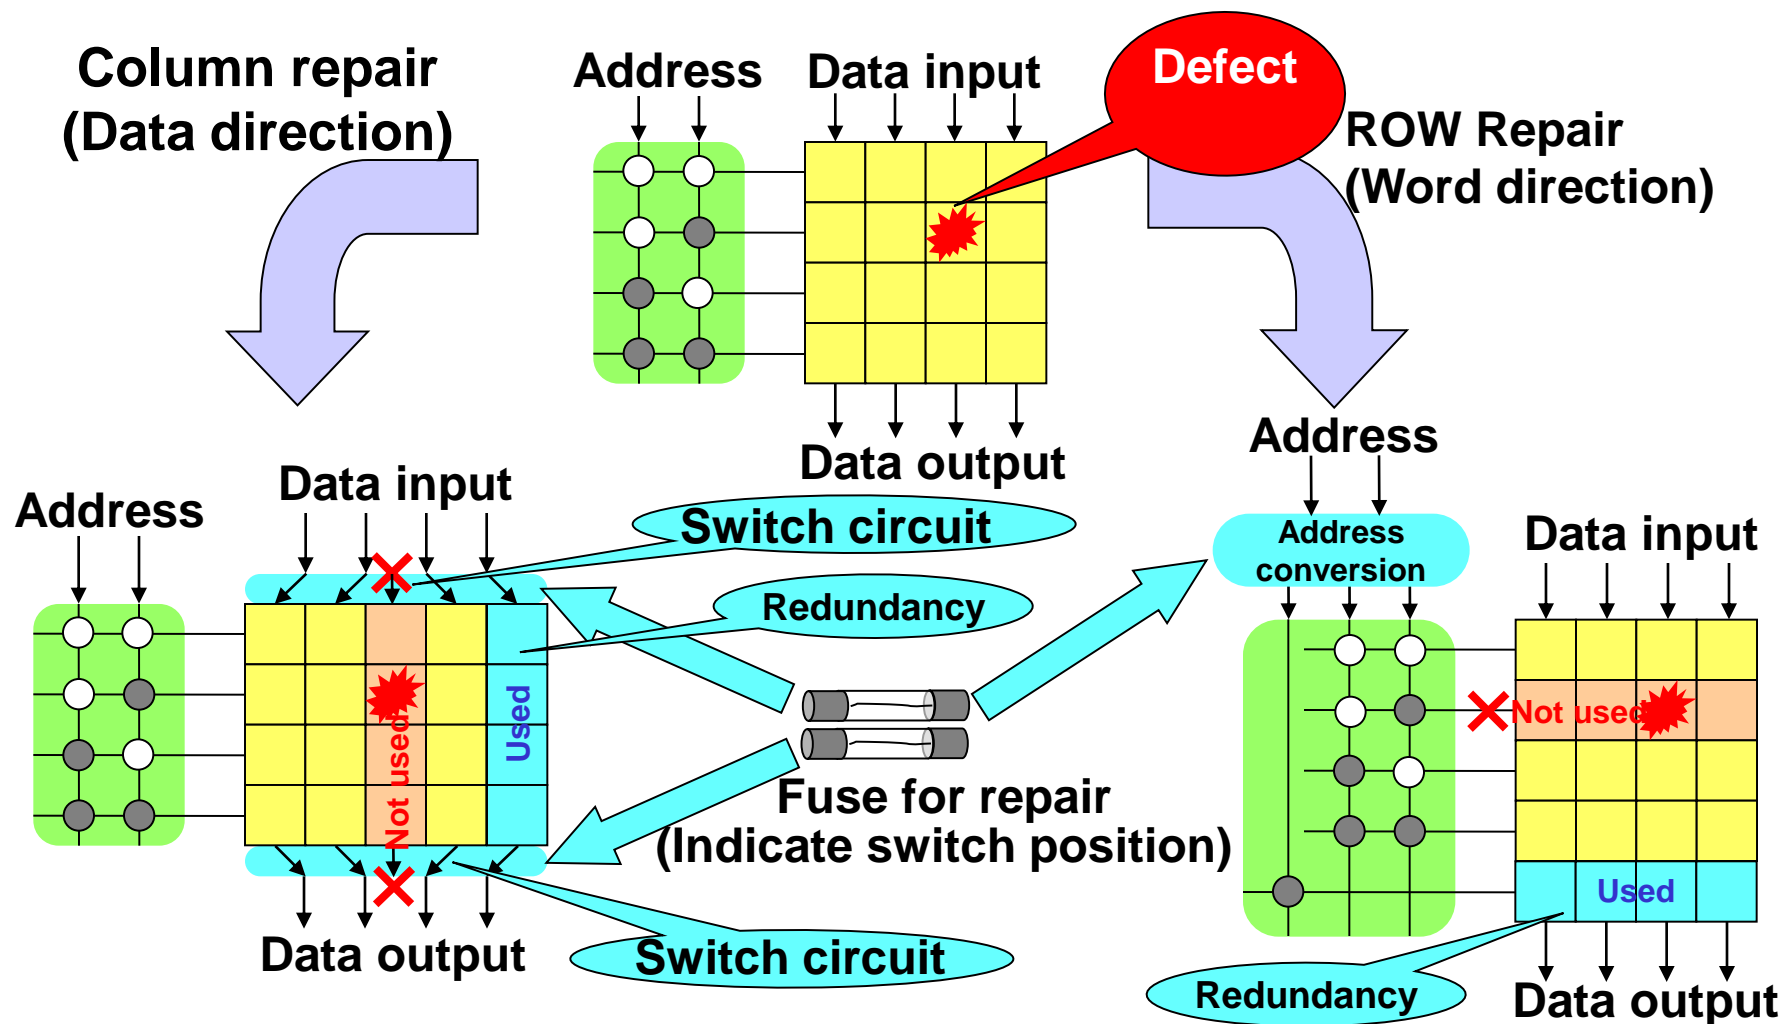 Column repair
(Data direction)
Address
Data input
Defect
ROW Repair
(Word direction)
Data output
Address
Data input
Switch circuit
Redundancy
Not used
Used
Data output
Switch circuit
Fuse for repair
(Indicate switch position)
Address
Address
conversion
Data input
Not used
Used
Redundancy
Data output